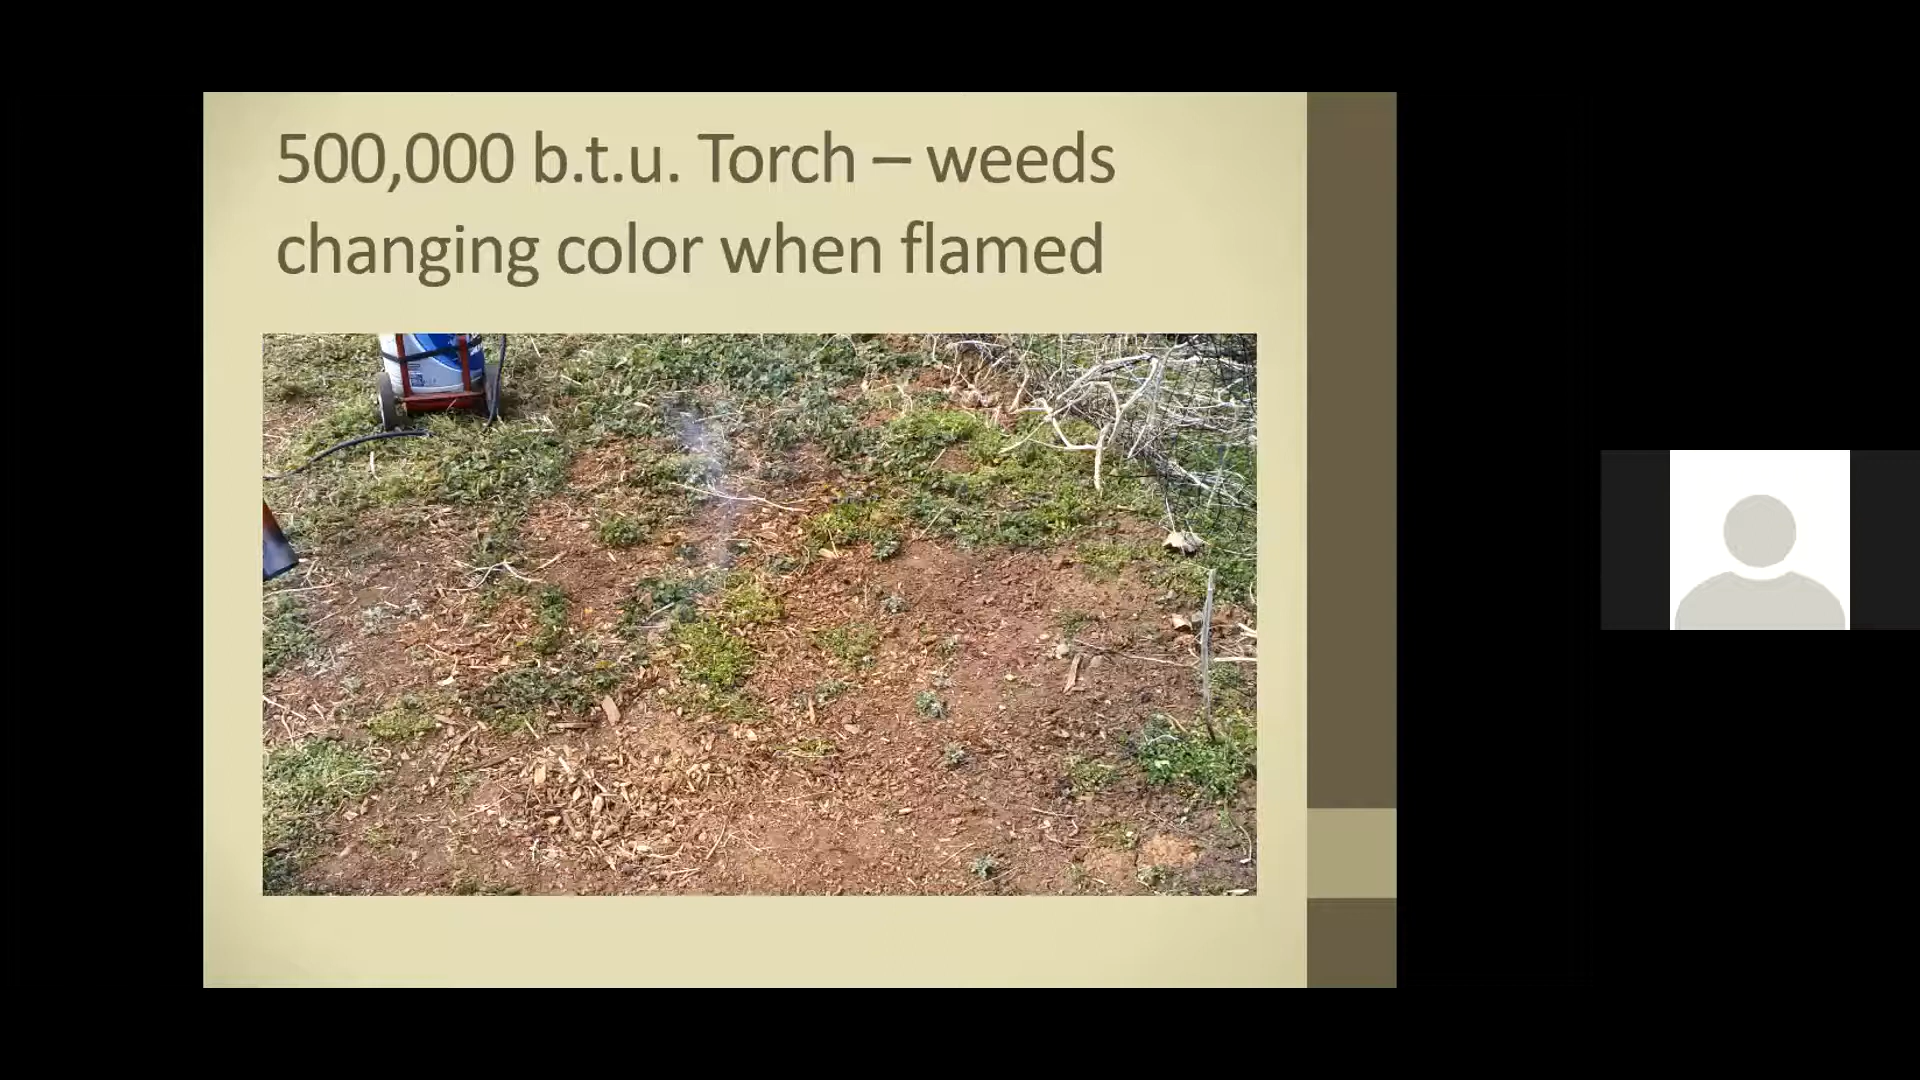 500,000 b.t.u. Torch – weeds
changing color when flamed